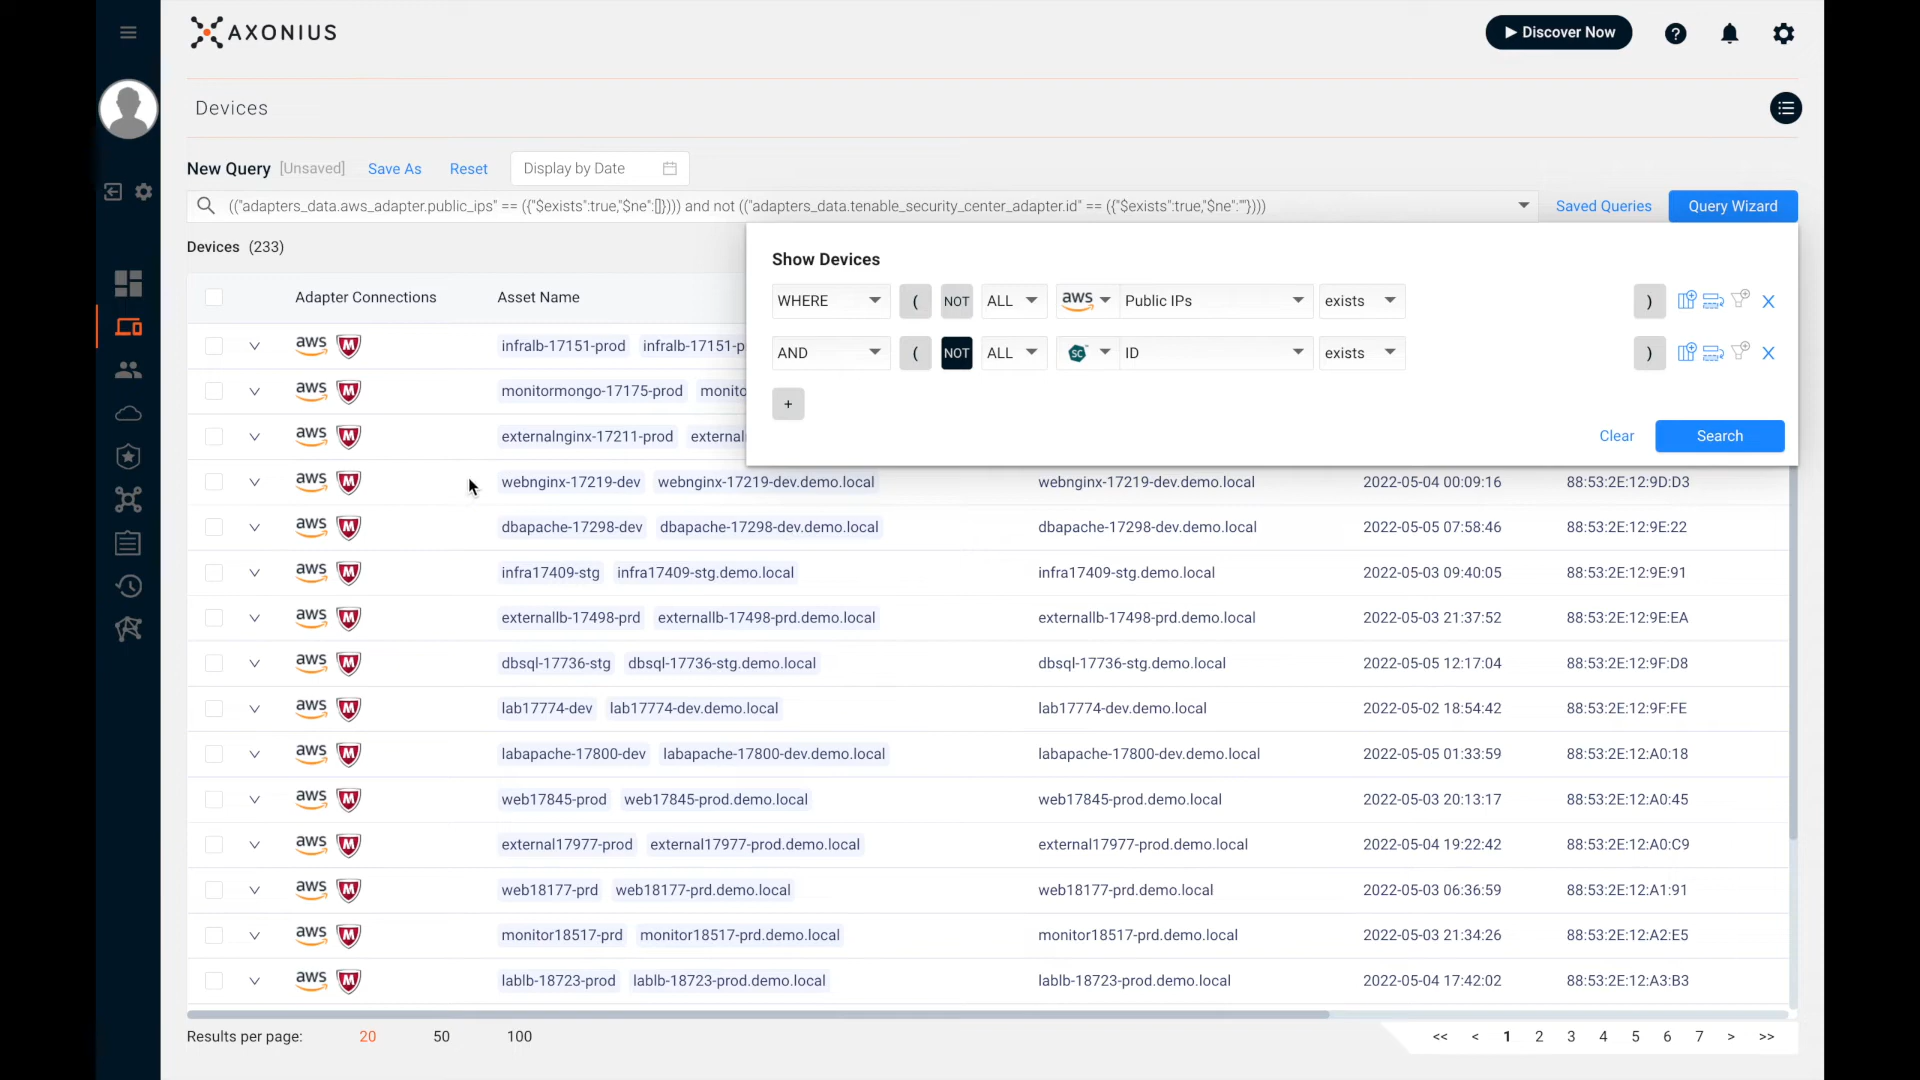 AXONIUS
Discover Now
Devices
New Query [Unsaved] Save As Reset Display by Date
(("adapters_data.aws_adapter.public_ips" == ({"$exists":true,"$ne":[]}))) and not (("adapters_data.tenable_security_center_adapter.id" == ({"$exists":true,"$ne":""}))) Saved Queries Query Wizard
Devices (233)
Show Devices
WHERE ( NOT ALL aws Public IPs exists )
AND ( NOT ALL SC ID exists )
+
Clear Search
Adapter Connections Asset Name
aws M infralb-17151-prod infralb-17151-p
aws M monitormongo-17175-prod monito
aws M externalnginx-17211-prod external
aws M webnginx-17219-dev webnginx-17219-dev.demo.local webnginx-17219-dev.demo.local 2022-05-04 00:09:16 88:53:2E:12:9D:D3
aws M dbapache-17298-dev dbapache-17298-dev.demo.local dbapache-17298-dev.demo.local 2022-05-05 07:58:46 88:53:2E:12:9E:22
aws M infra17409-stg infra17409-stg.demo.local infra17409-stg.demo.local 2022-05-03 09:40:05 88:53:2E:12:9E:91
aws M externallb-17498-prd externallb-17498-prd.demo.local externallb-17498-prd.demo.local 2022-05-03 21:37:52 88:53:2E:12:9E:EA
aws M dbsql-17736-stg dbsql-17736-stg.demo.local dbsql-17736-stg.demo.local 2022-05-05 12:17:04 88:53:2E:12:9F:D8
aws M lab17774-dev lab17774-dev.demo.local lab17774-dev.demo.local 2022-05-02 18:54:42 88:53:2E:12:9F:FE
aws M labapache-17800-dev labapache-17800-dev.demo.local labapache-17800-dev.demo.local 2022-05-05 01:33:59 88:53:2E:12:A0:18
aws M web17845-prod web17845-prod.demo.local web17845-prod.demo.local 2022-05-03 20:13:17 88:53:2E:12:A0:45
aws M external17977-prod external17977-prod.demo.local external17977-prod.demo.local 2022-05-04 19:22:42 88:53:2E:12:A0:C9
aws M web18177-prd web18177-prd.demo.local web18177-prd.demo.local 2022-05-03 06:36:59 88:53:2E:12:A1:91
aws M monitor18517-prd monitor18517-prd.demo.local monitor18517-prd.demo.local 2022-05-03 21:34:26 88:53:2E:12:A2:E5
aws M lablb-18723-prod lablb-18723-prd.demo.local lablb-18723-prd.demo.local 2022-05-04 17:42:02 88:53:2E:12:A3:B3
Results per page: 20 50 100 << < 1 2 3 4 5 6 7 > >>